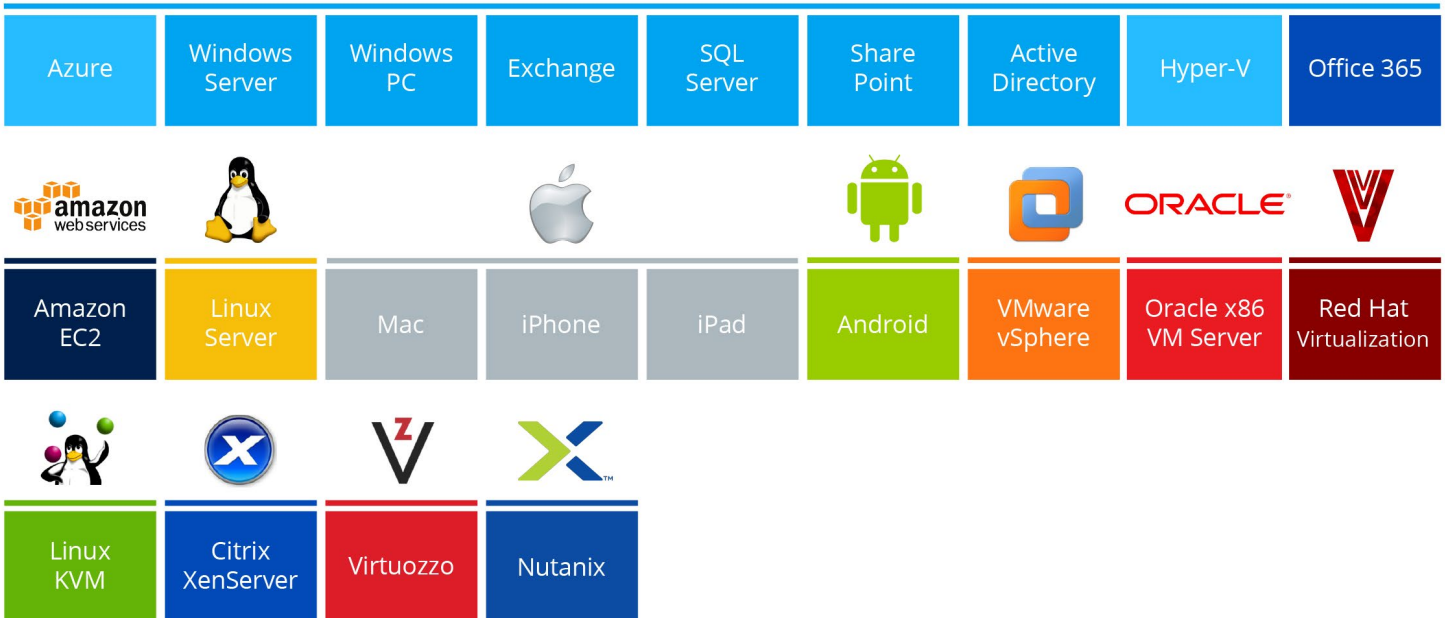 Azure
Windows
Server
Windows
PC
Exchange
SQL
Server
Share
Point
Active
Directory
Hyper-V
Office 365
amazon
webservices
ORACLE®
Amazon
EC2
Linux
Server
Mac
iPhone
iPad
Android
VMware
vSphere
Oracle x86
VM Server
Red Hat
Virtualization
TM
Linux
KVM
Citrix
XenServer
Virtuozzo
Nutanix